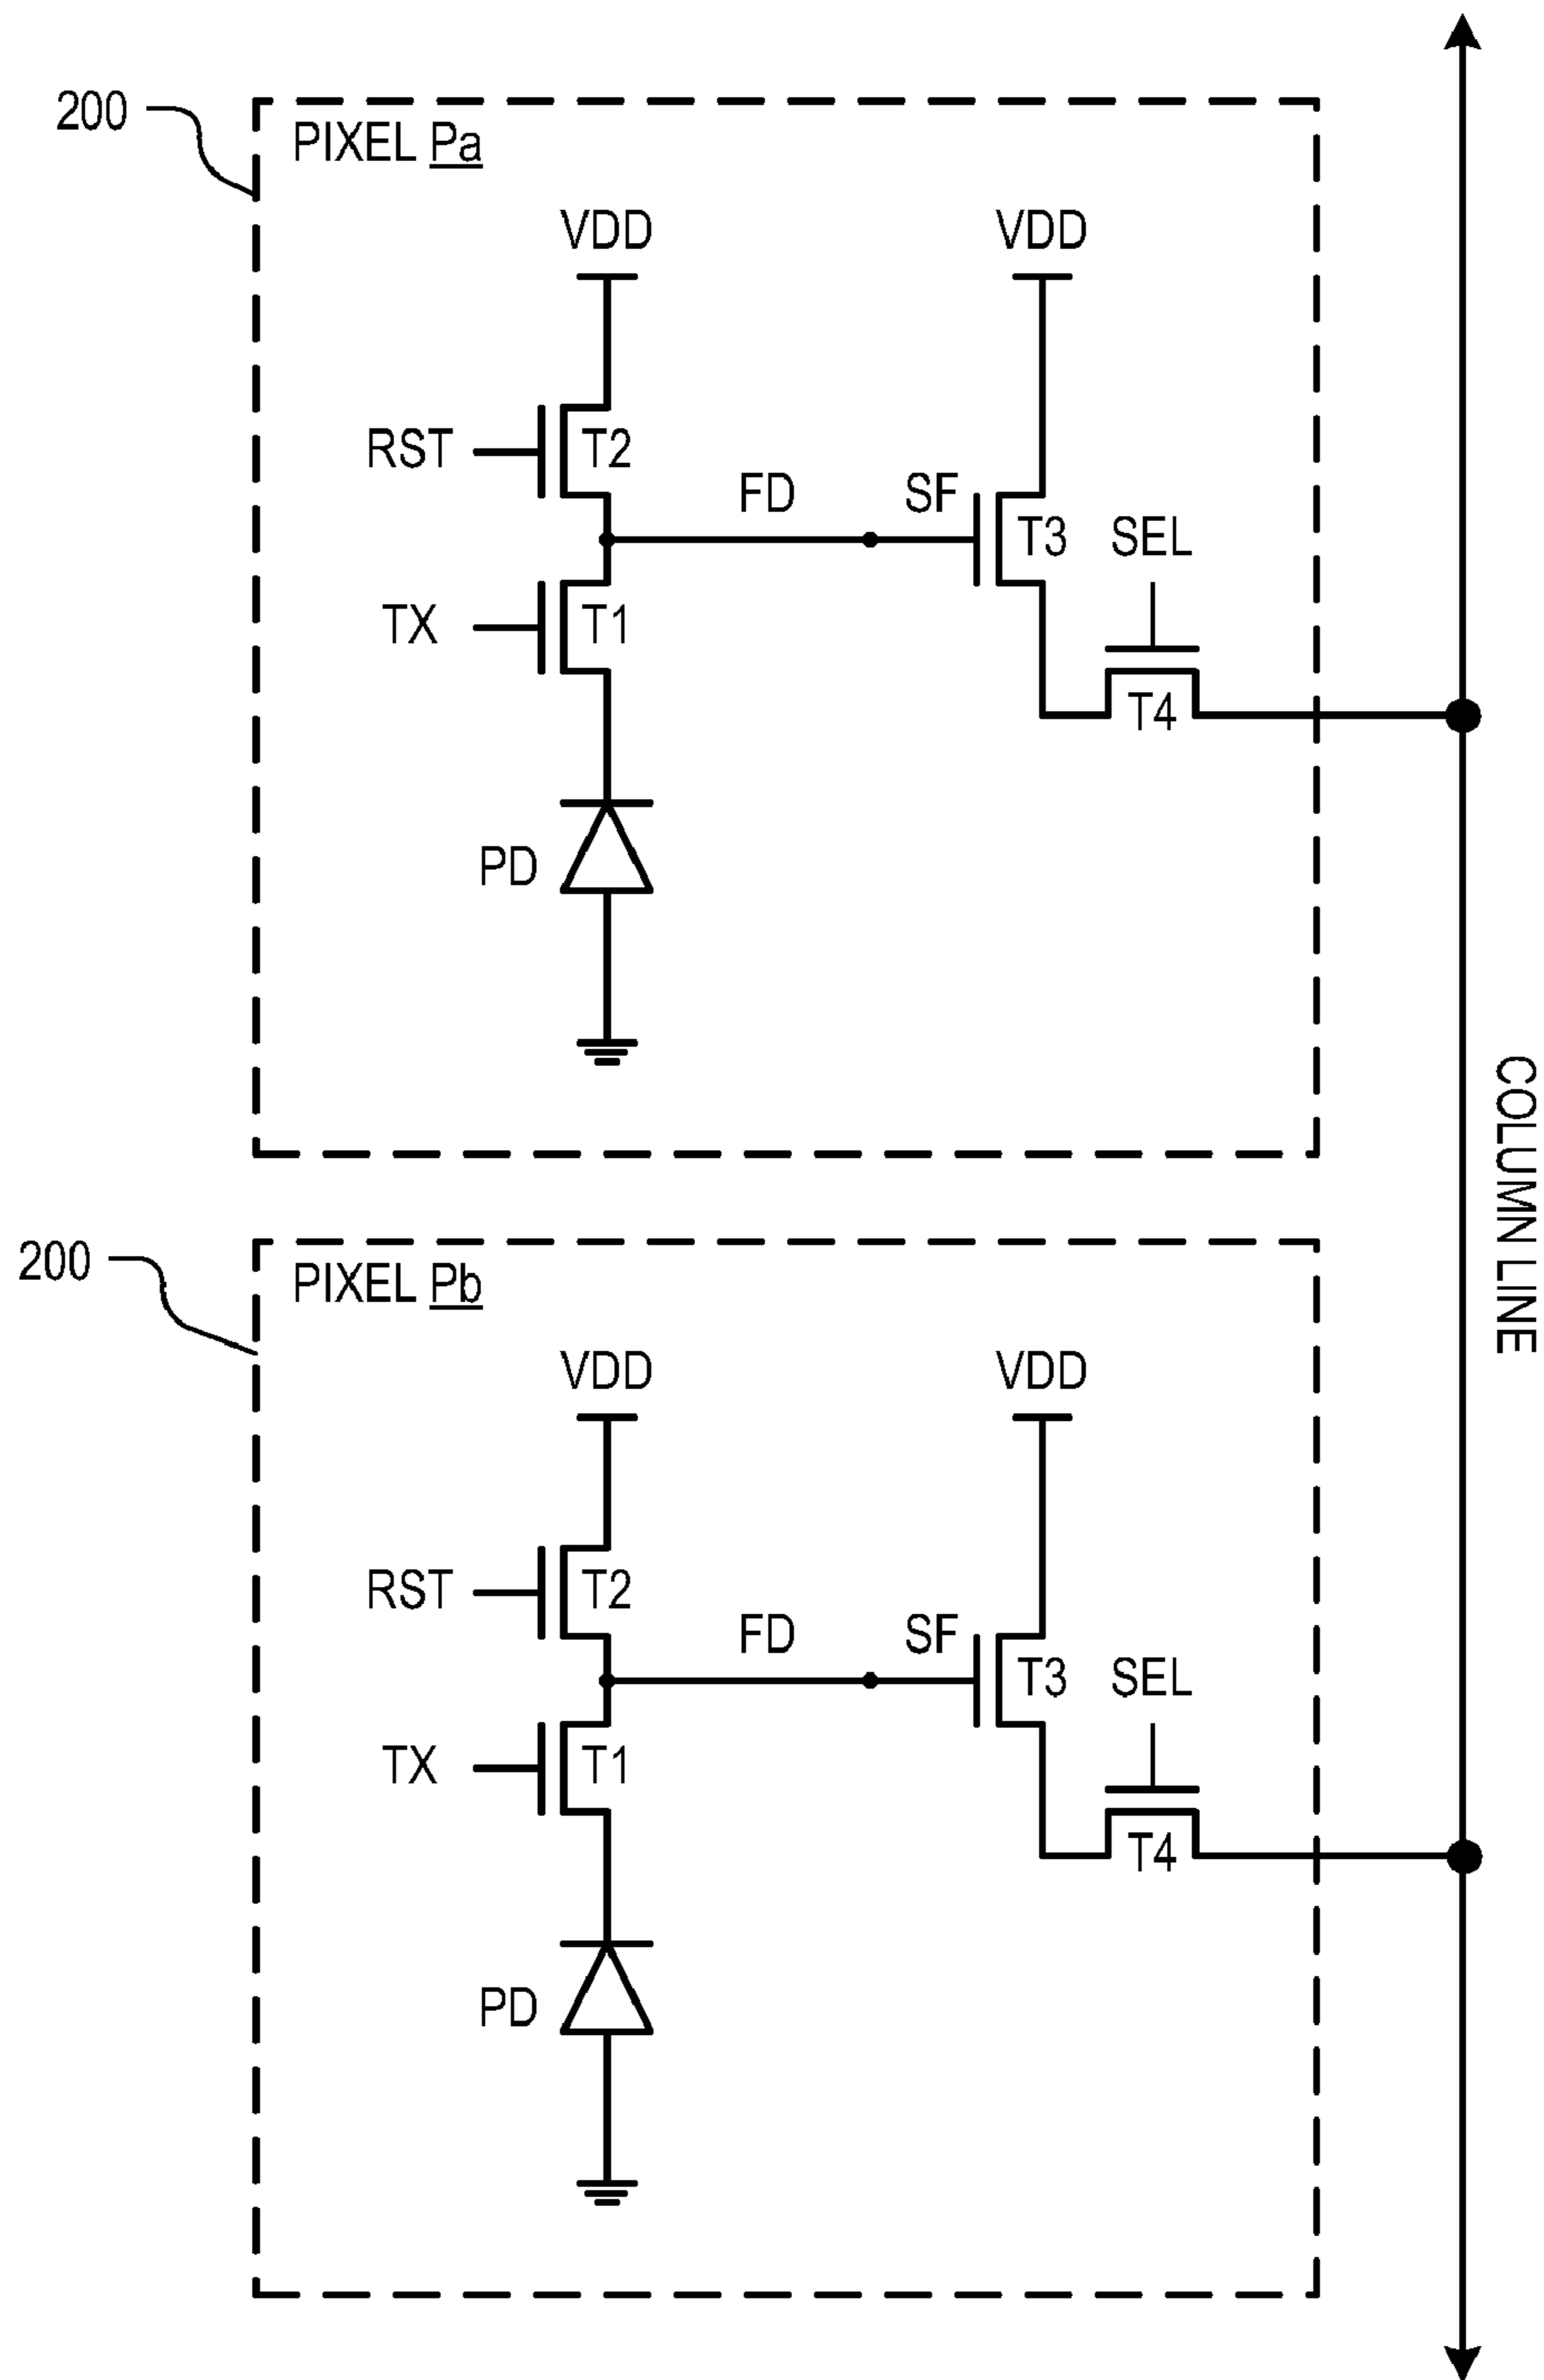 200
PIXEL Pa
VDD
VDD
RST
T2
FD
SF
T3
SEL
TX
T1
T4
PD
COLUMN LINE
200
PIXEL Pb
VDD
VDD
RST
T2
FD
SF
T3
SEL
TX
T1
T4
PD